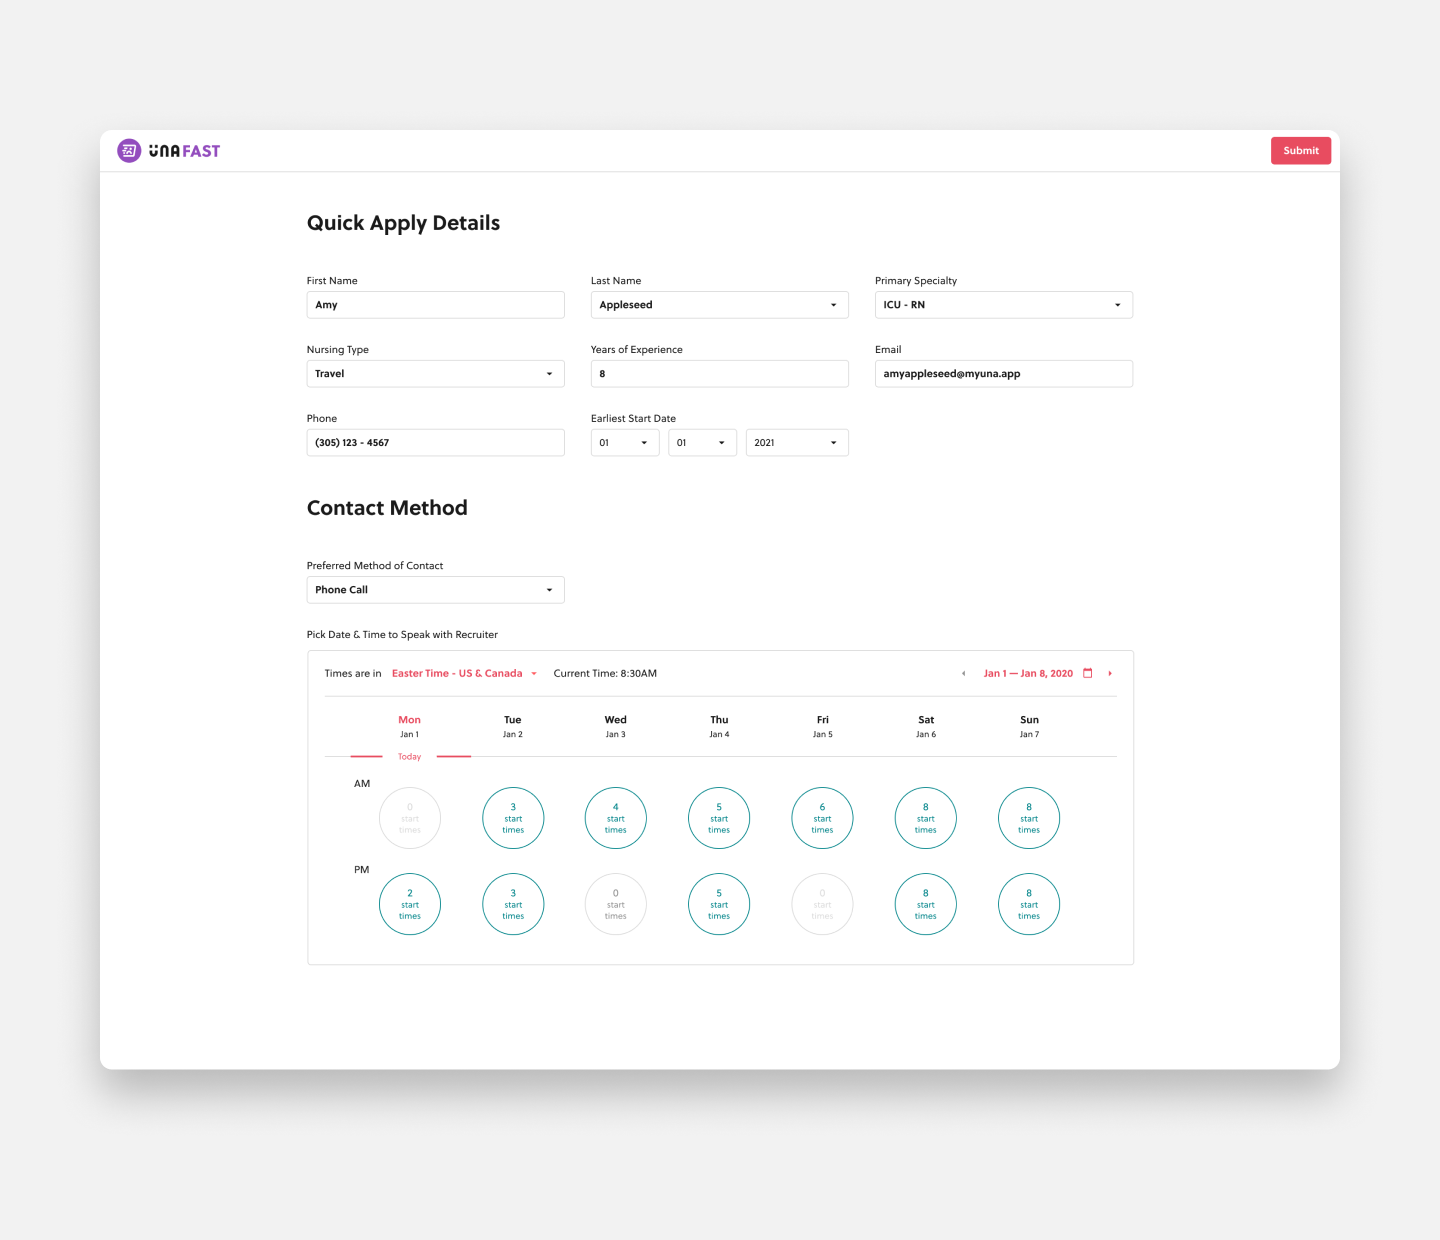 ÜNA FAST
Submit
Quick Apply Details
First Name
Last Name
Primary Specialty
Amy
Appleseed
ICU - RN
Nursing Type
Years of Experience
Email
Travel
8
amyappleseed@myuna.app
Phone
Earliest Start Date
(305) 123 - 4567
01
01
2021
Contact Method
Preferred Method of Contact
Phone Call
Pick Date & Time to Speak with Recruiter
Times are in Easter Time - US & Canada Current Time: 8:30AM
Jan 1 — Jan 8, 2020
Mon Tue Wed Thu Fri Sat Sun
Jan 1 Jan 2 Jan 3 Jan 4 Jan 5 Jan 6 Jan 7
Today
AM
0 3 4 5 6 8 8
start start start start start start start
times times times times times times times
PM
2 3 0 5 0 8 8
start start start start start start start
times times times times times times times